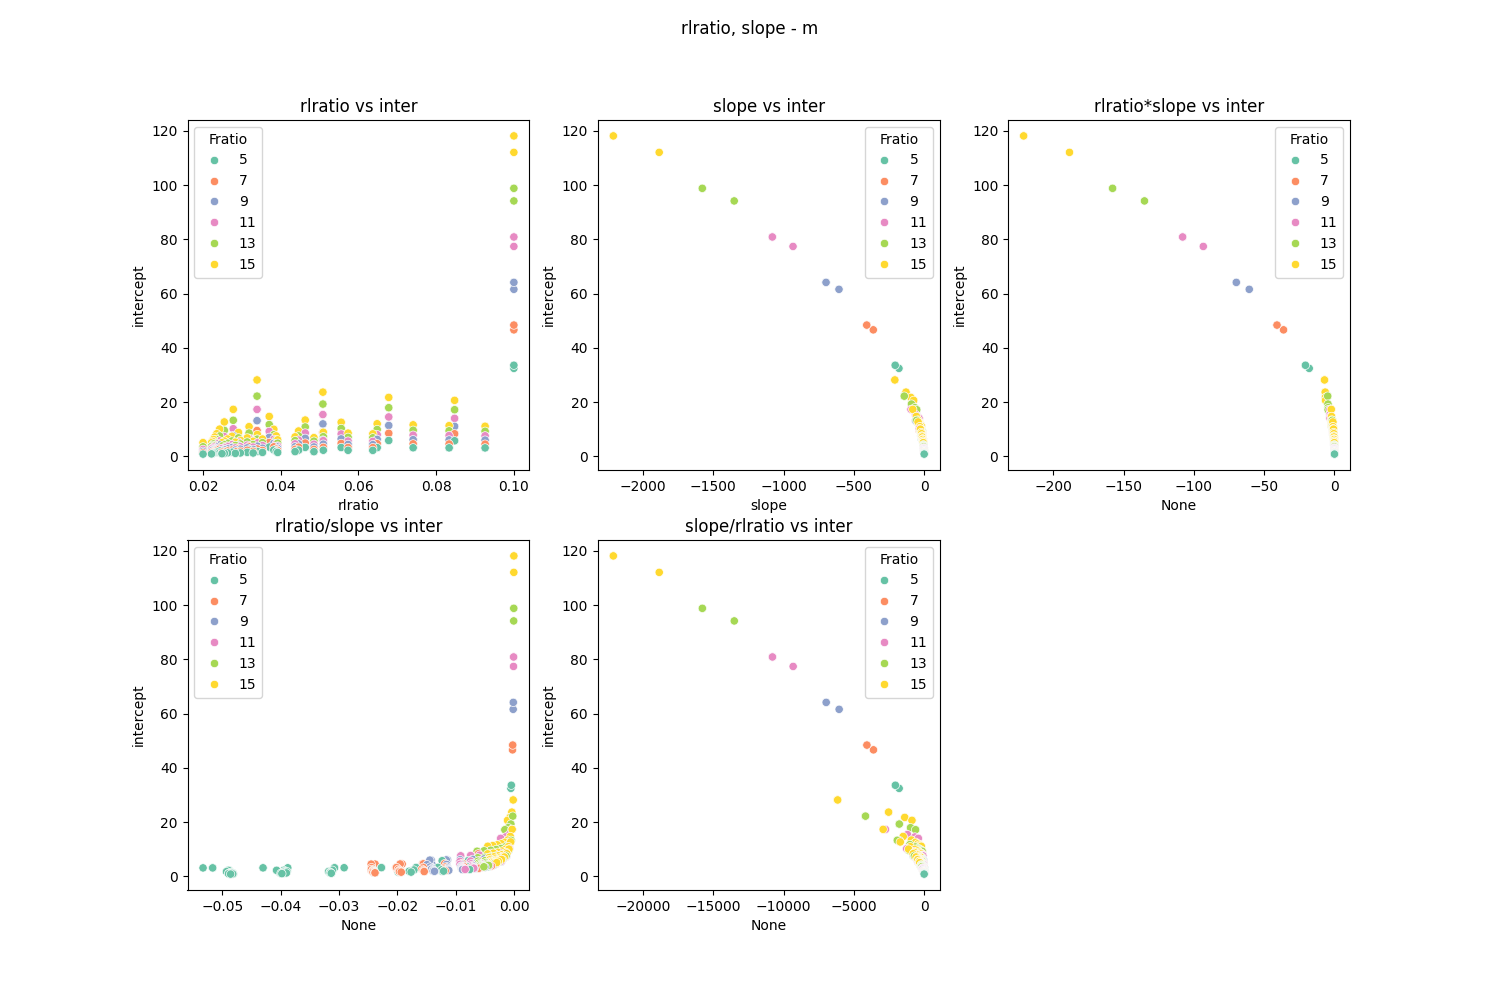 rlratio, slope - m
rlratio vs inter
120
100
80
60
40
20
0
intercept
Fratio
5
7
9
11
13
15
0.02 0.04 0.06 0.08 0.10
rlratio
slope vs inter
120
100
80
60
40
20
0
intercept
Fratio
5
7
9
11
13
15
−2000 −1500 −1000 −500 0
slope
rlratio*slope vs inter
120
100
80
60
40
20
0
intercept
Fratio
5
7
9
11
13
15
−200 −150 −100 −50 0
None
rlratio/slope vs inter
120
100
80
60
40
20
0
intercept
Fratio
5
7
9
11
13
15
−0.05 −0.04 −0.03 −0.02 −0.01 0.00
None
slope/rlratio vs inter
120
100
80
60
40
20
0
intercept
Fratio
5
7
9
11
13
15
−20000 −15000 −10000 −5000 0
None